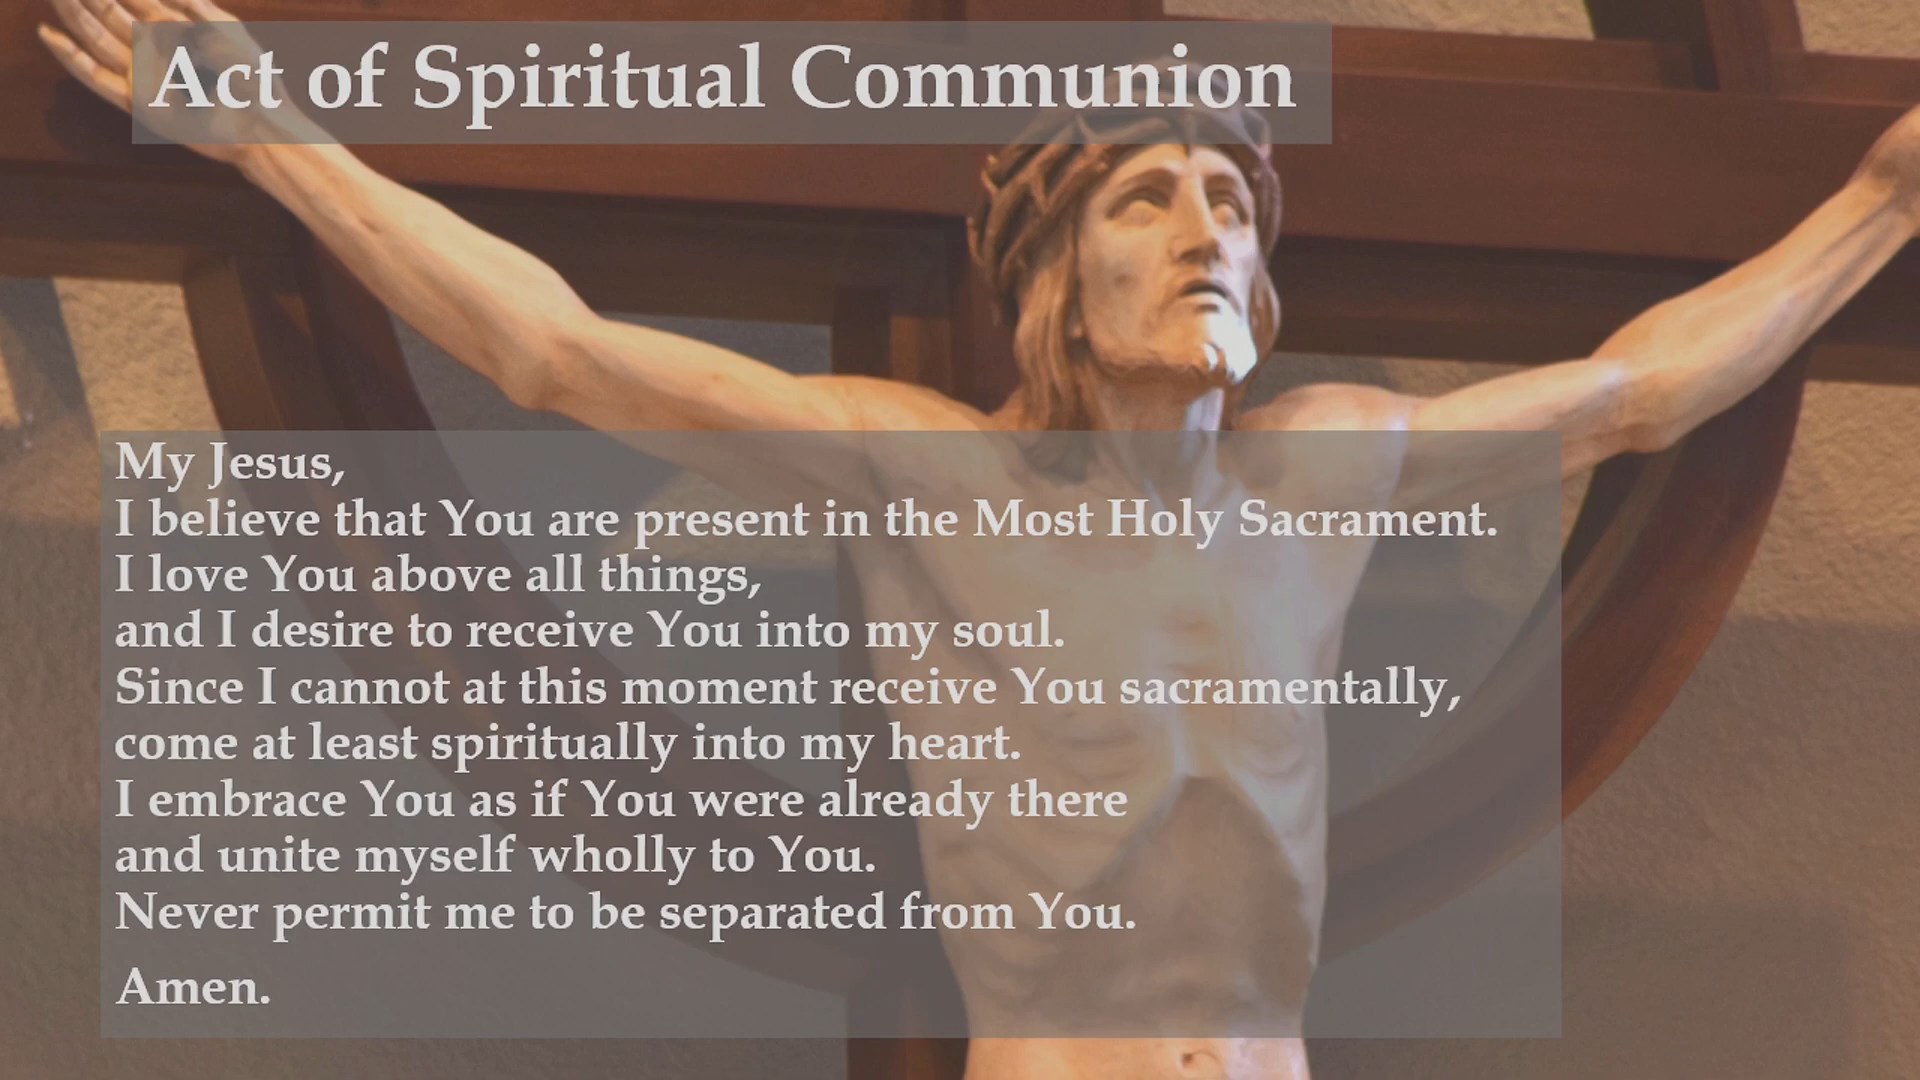 Act of Spiritual Communion
My Jesus,
I believe that You are present in the Most Holy Sacrament.
I love You above all things,
and I desire to receive You into my soul.
Since I cannot at this moment receive You sacramentally,
come at least spiritually into my heart.
I embrace You as if You were already there
and unite myself wholly to You.
Never permit me to be separated from You.
Amen.